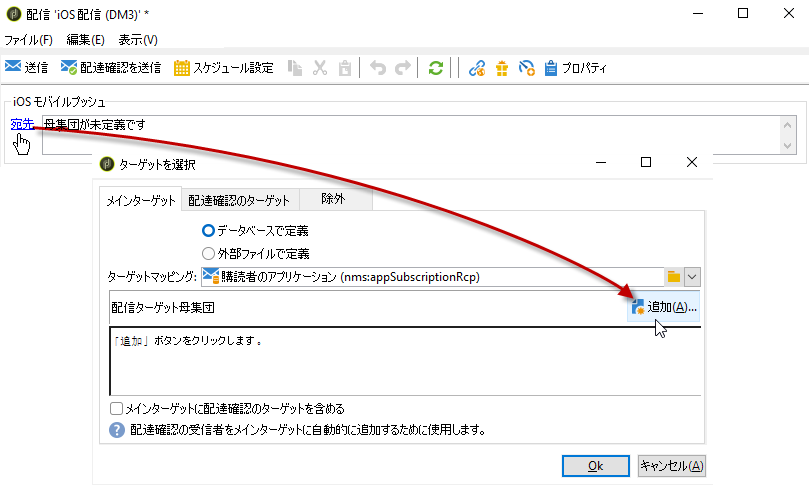 配信 'iOS 配信 (DM3)' *
ファイル(F) 編集(E) 表示(V)
送信 配達確認を送信 スケジュール設定 プロパティ
iOS モバイルプッシュ
宛先 母集団が未定義です
ターゲットを選択
メインターゲット 配達確認のターゲット 除外
データベースで定義
外部ファイルで定義
ターゲットマッピング: 購読者のアプリケーション (nms:appSubscriptionRcp)
配信ターゲット母集団 追加(A)...
「追加」ボタンをクリックします。
メインターゲットに配達確認のターゲットを含める
? 配達確認の受信者をメインターゲットに自動的に追加するために使用します。
Ok キャンセル(A)